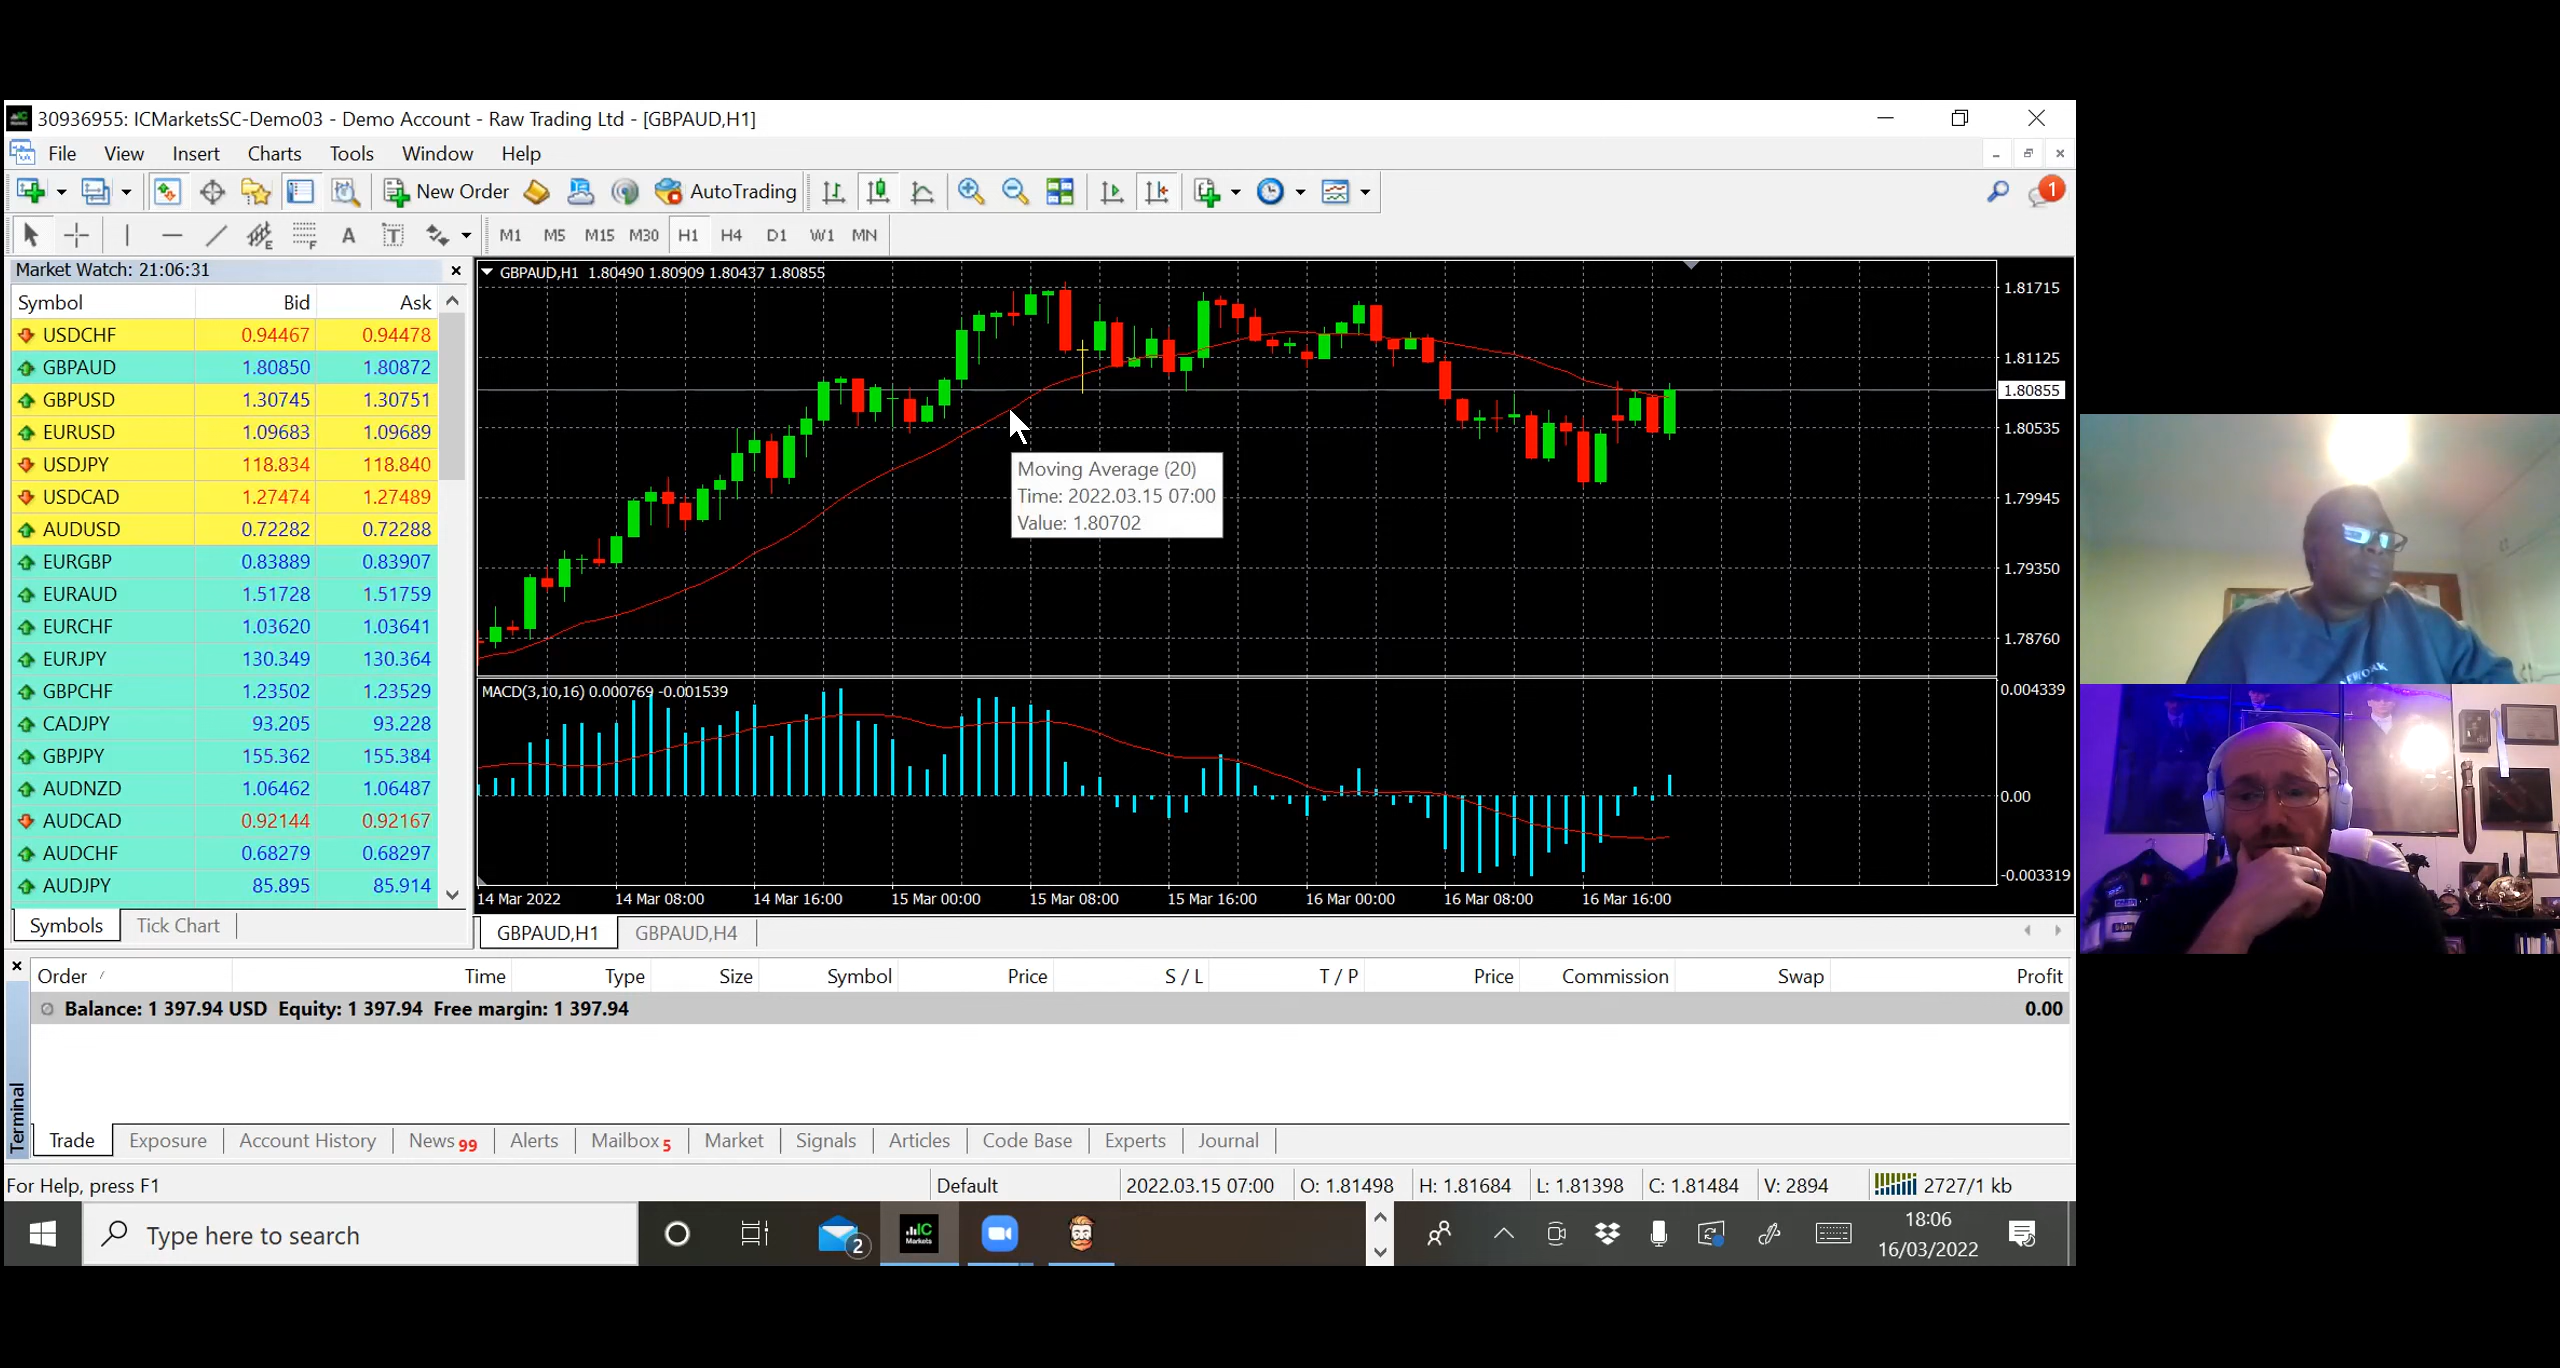 30936955: ICMarketsSC-Demo03 - Demo Account - Raw Trading Ltd - [GBPAUD,H1]
File View Insert Charts Tools Window Help
New Order AutoTrading 1
E F A T M1 M5 M15 M30 H1 H4 D1 W1 MN
Market Watch: 21:06:31
Symbol Bid Ask
USDCHF 0.94467 0.94478
GBPAUD 1.80850 1.80872
GBPUSD 1.30745 1.30751
EURUSD 1.09683 1.09689
USDJPY 118.834 118.840
USDCAD 1.27474 1.27489
AUDUSD 0.72282 0.72288
EURGBP 0.83889 0.83907
EURAUD 1.51728 1.51759
EURCHF 1.03620 1.03641
EURJPY 130.349 130.364
GBPCHF 1.23502 1.23529
CADJPY 93.205 93.228
GBPJPY 155.362 155.384
AUDNZD 1.06462 1.06487
AUDCAD 0.92144 0.92167
AUDCHF 0.68279 0.68297
AUDJPY 85.895 85.914
Symbols Tick Chart
GBPAUD,H1 1.80490 1.80909 1.80437 1.80855
1.81715
1.81125
1.80855
1.80535
1.79945
1.79350
1.78760
Moving Average (20)
Time: 2022.03.15 07:00
Value: 1.80702
MACD(3,10,16) 0.000769 -0.001539
0.004339
0.00
-0.003319
14 Mar 2022 14 Mar 08:00 14 Mar 16:00 15 Mar 00:00 15 Mar 08:00 15 Mar 16:00 16 Mar 00:00 16 Mar 08:00 16 Mar 16:00
GBPAUD,H1 GBPAUD,H4
Order / Time Type Size Symbol Price S / L T / P Price Commission Swap Profit
Balance: 1 397.94 USD Equity: 1 397.94 Free margin: 1 397.94 0.00
Terminal
Trade Exposure Account History News 99 Alerts Mailbox 5 Market Signals Articles Code Base Experts Journal
For Help, press F1 Default 2022.03.15 07:00 O: 1.81498 H: 1.81684 L: 1.81398 C: 1.81484 V: 2894 2727/1 kb
Type here to search 2 IC Markets 18:06
16/03/2022